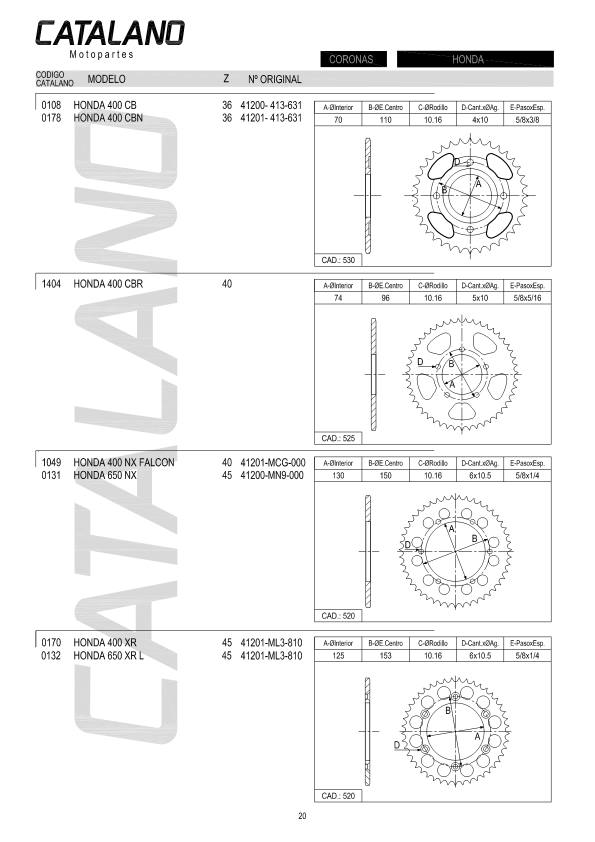 CATALANO
Motopartes
CORONAS HONDA
CODIGO CATALANO MODELO Z Nº ORIGINAL
0108 HONDA 400 CB 36 41200- 413-631
0178 HONDA 400 CBN 36 41201- 413-631
A-ØInterior B-ØE.Centro C-ØRodillo D-Cant.xØAg. E-PasoxEsp.
70 110 10.16 4x10 5/8x3/8
D
A
B
CAD.: 530
1404 HONDA 400 CBR 40
A-ØInterior B-ØE.Centro C-ØRodillo D-Cant.xØAg. E-PasoxEsp.
74 96 10.16 5x10 5/8x5/16
D
B
A
CAD.: 525
1049 HONDA 400 NX FALCON 40 41201-MCG-000
0131 HONDA 650 NX 45 41200-MN9-000
A-ØInterior B-ØE.Centro C-ØRodillo D-Cant.xØAg. E-PasoxEsp.
130 150 10.16 6x10.5 5/8x1/4
A
B
D
CAD.: 520
0170 HONDA 400 XR 45 41201-ML3-810
0132 HONDA 650 XR L 45 41201-ML3-810
A-ØInterior B-ØE.Centro C-ØRodillo D-Cant.xØAg. E-PasoxEsp.
125 153 10.16 6x10.5 5/8x1/4
B
A
D
CAD.: 520
CATALANO CATALANO
20